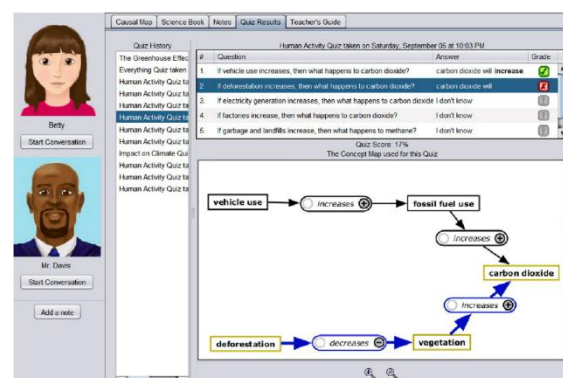 Causal Map Science Book Notes Quiz Results Teacher's Guide
Quiz History
The Greenhouse Effec
Everything Quiz taken
Human Activity Quiz ta
Human Activity Quiz ta
Human Activity Quiz ta
Human Activity Quiz ta
Human Activity Quiz ta
Human Activity Quiz ta
Impact on Climate Qui
Human Activity Quiz ta
Human Activity Quiz ta
Human Activity Quiz taken on Saturday, September 05 at 10:03 PM
# Question Answer Grade
1. If vehicle use increases, then what happens to carbon dioxide? carbon dioxide will increase.
2. If deforestation increases, then what happens to carbon dioxide? carbon dioxide will
3. If electricity generation increases, then what happens to carbon dioxide I don't know
4. If factories increase, then what happens to carbon dioxide? I don't know
5. If garbage and landfills increase, then what happens to methane? I don't know
Quiz Score: 17%
The Concept Map used for this Quiz
vehicle use
increases
fossil fuel use
increases
carbon dioxide
increases
deforestation
decreases
vegetation
Betty
Start Conversation
Mr. Davis
Start Conversation
Add a note